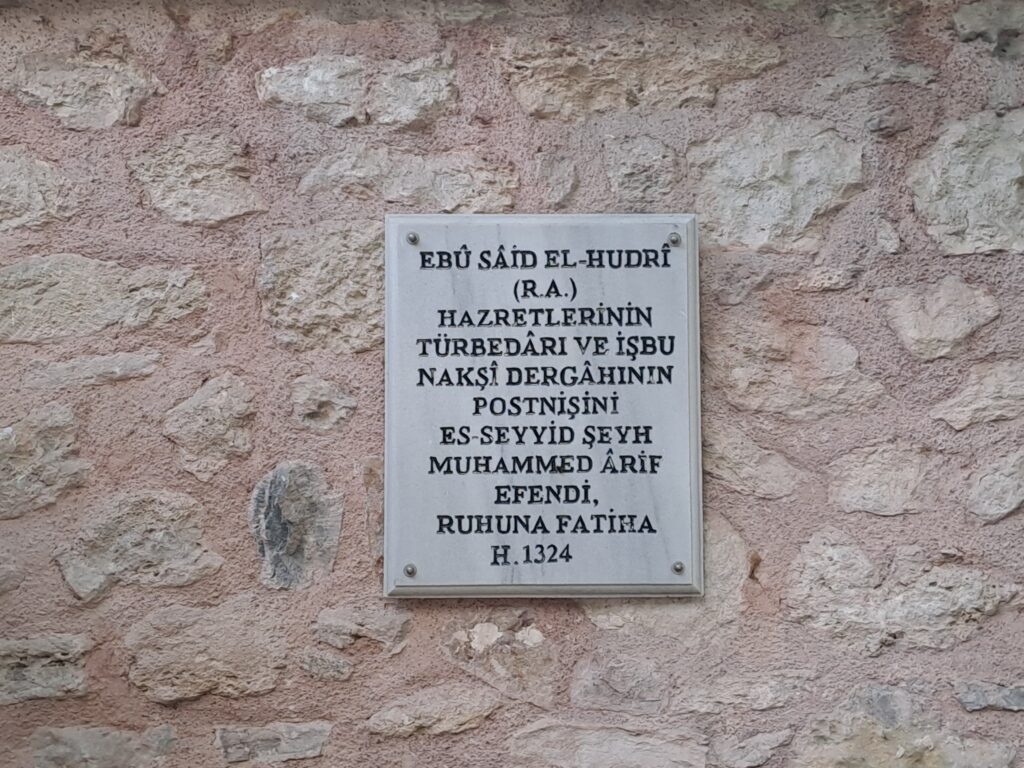 EBÛ SÂİD EL-HUDRÎ
(R.A.)
HAZRETLERİNİN
TÜRBEDÂRI VE İŞBU
NAKŞÎ DERGÂHININ
POSTNİŞİNİ
ES-SEYYİD ŞEYH
MUHAMMED ÂRİF
EFENDİ,
RUHUNA FATİHA
H. 1324